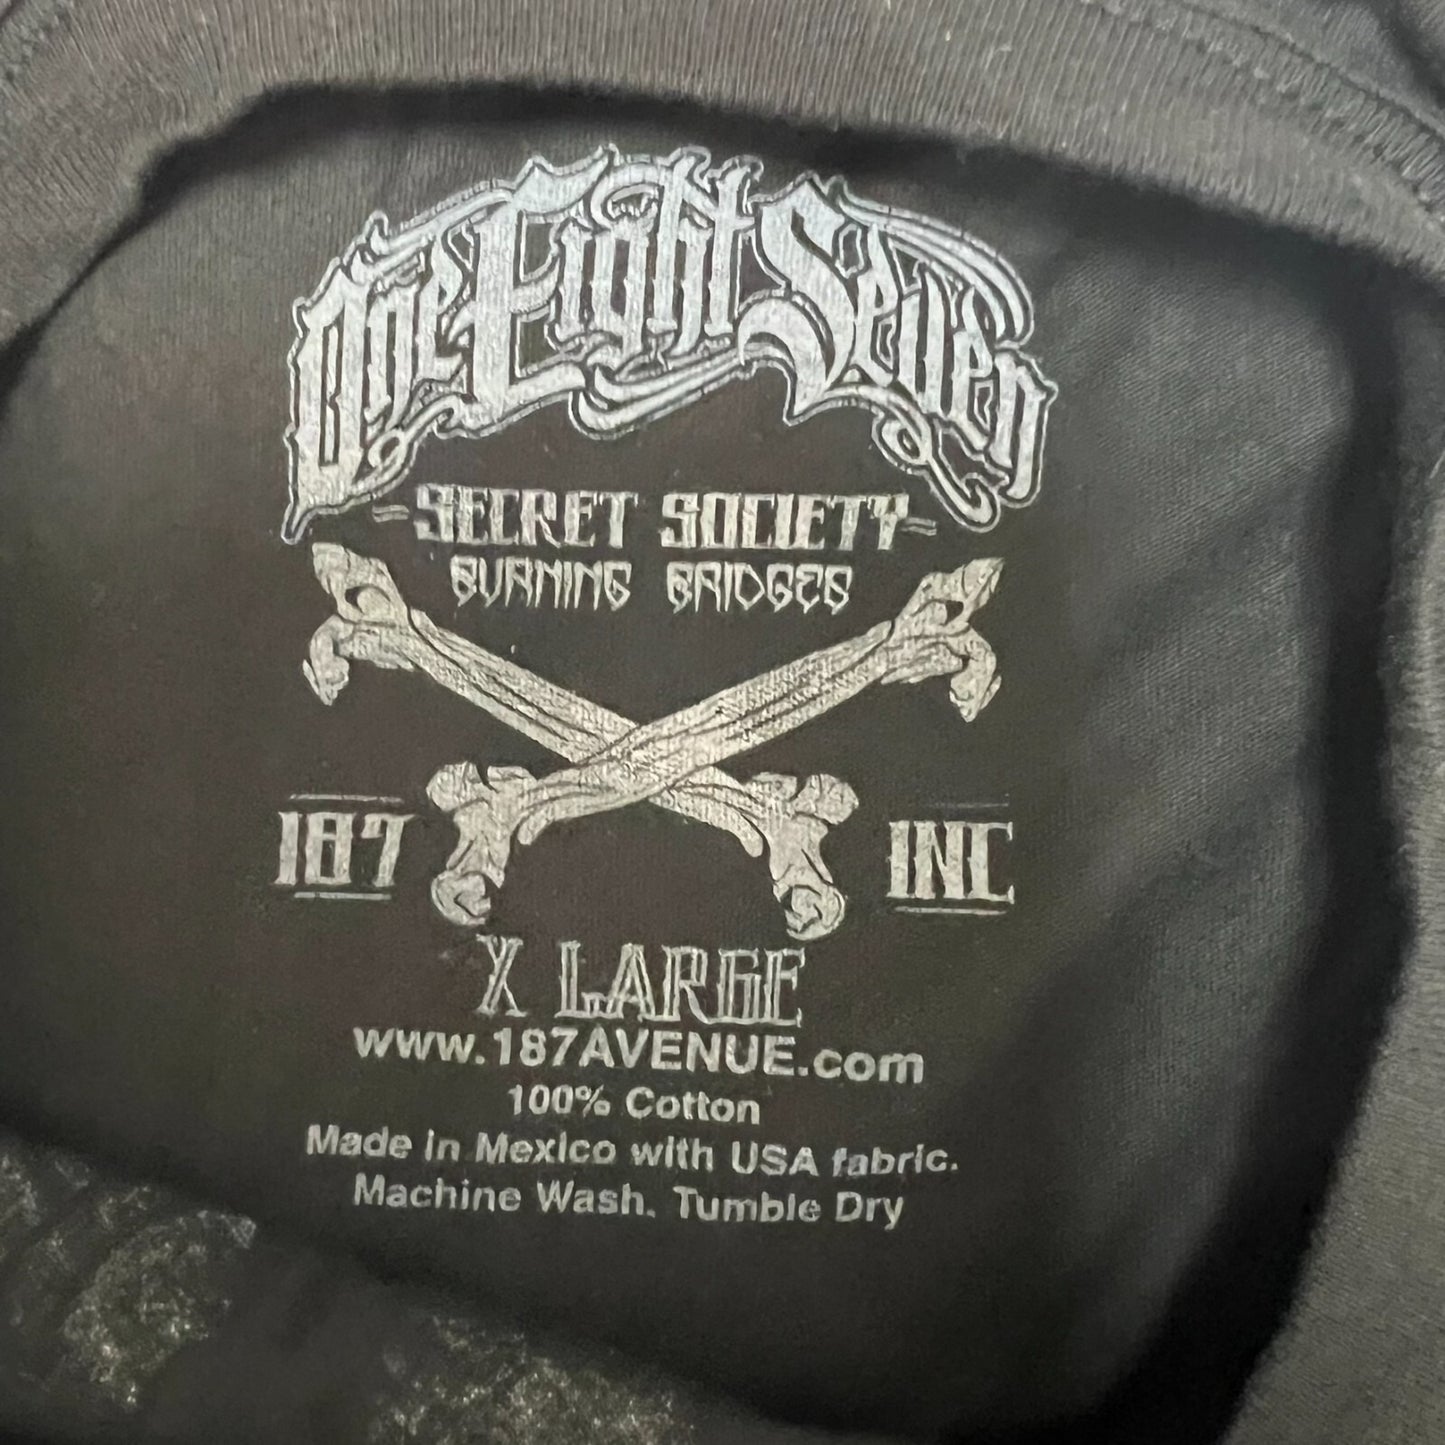 One Eight Seven
SECRET SOCIETY
BURNING BRIDGES
187 INC
X LARGE
www.187AVENUE.com
100% Cotton
Made in Mexico with USA fabric.
Machine Wash. Tumble Dry